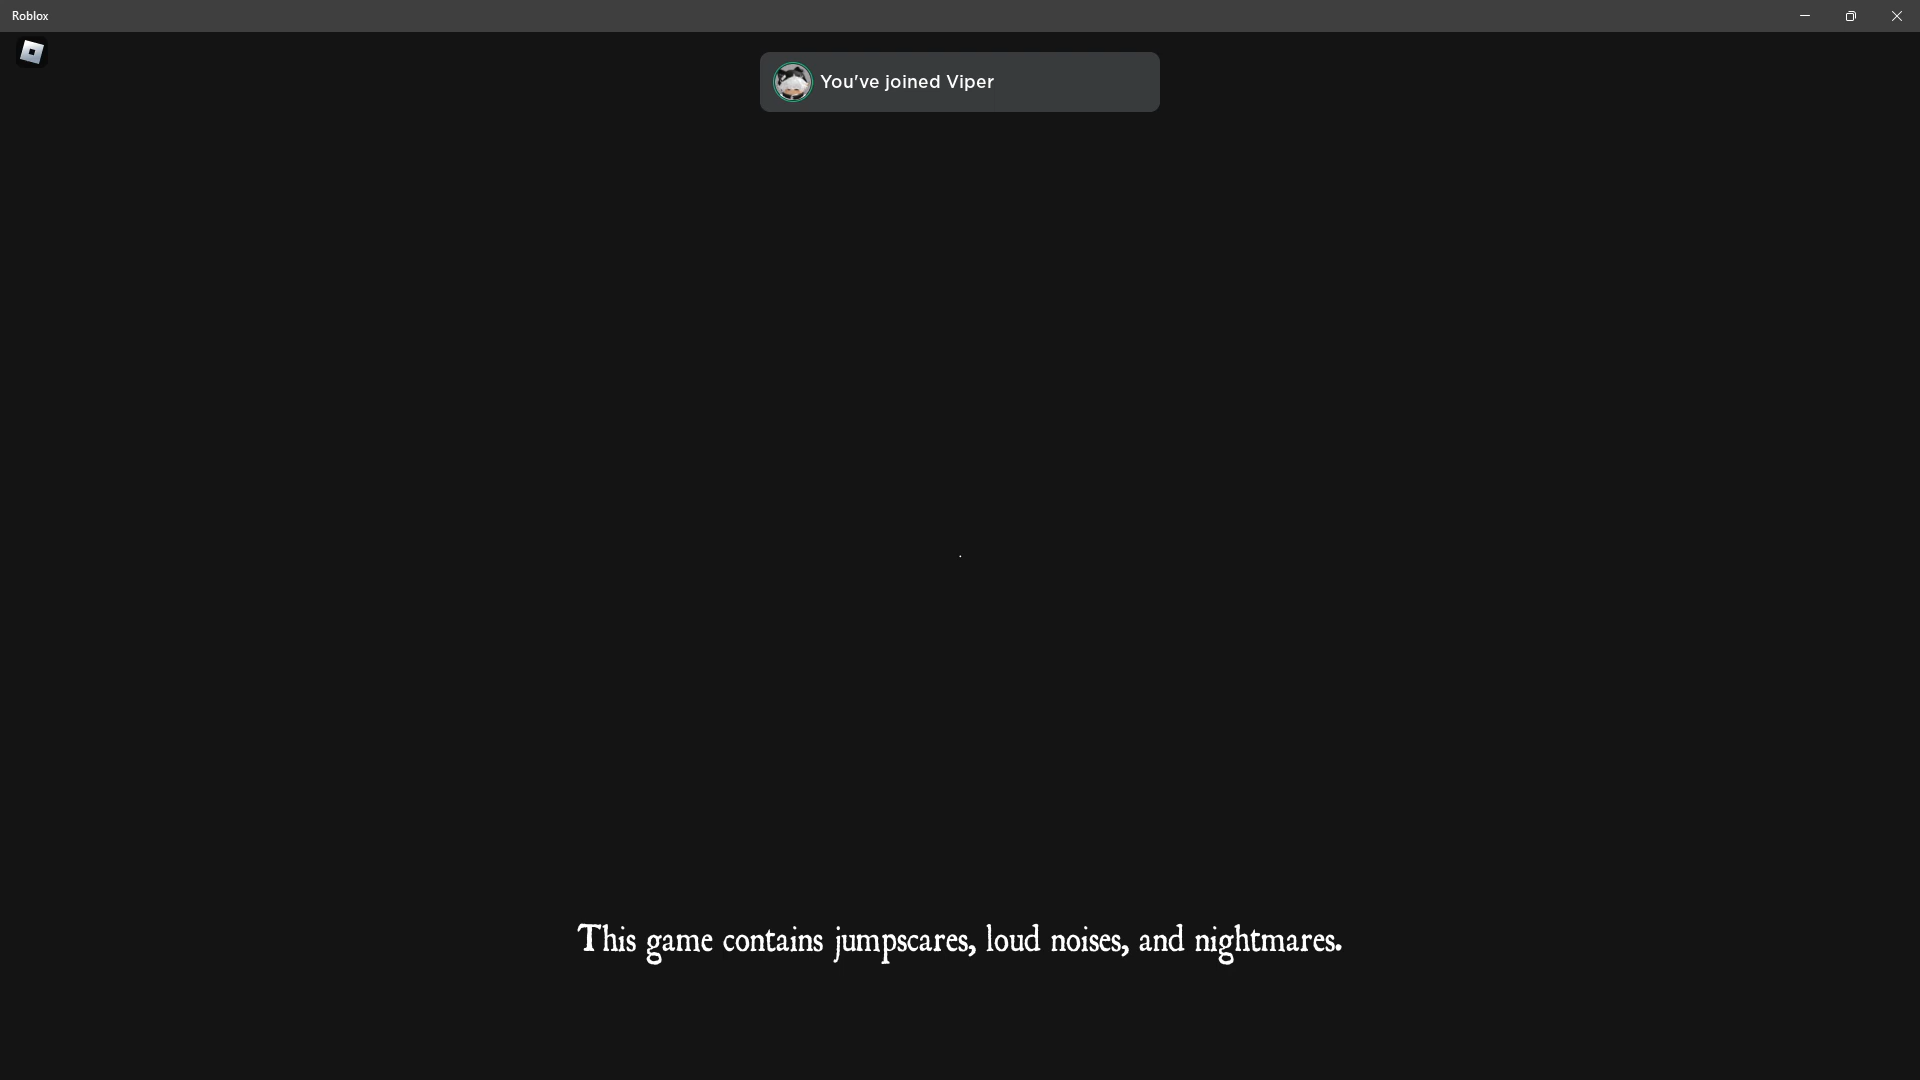 Roblox
You've joined Viper
This game contains jumpscares, loud noises, and nightmares.